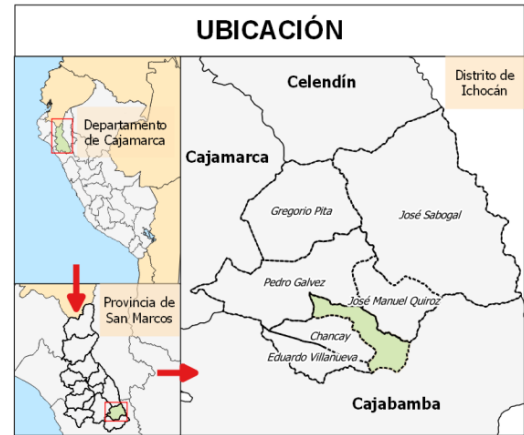 UBICACIÓN
Departamento
de Cajamarca
Provincia de
San Marcos
Distrito de
Ichocán
Celendín
Cajamarca
Gregorio Pita
José Sabogal
Pedro Galvez
José Manuel Quiroz
Chancay
Eduardo Villanueva
Cajabamba